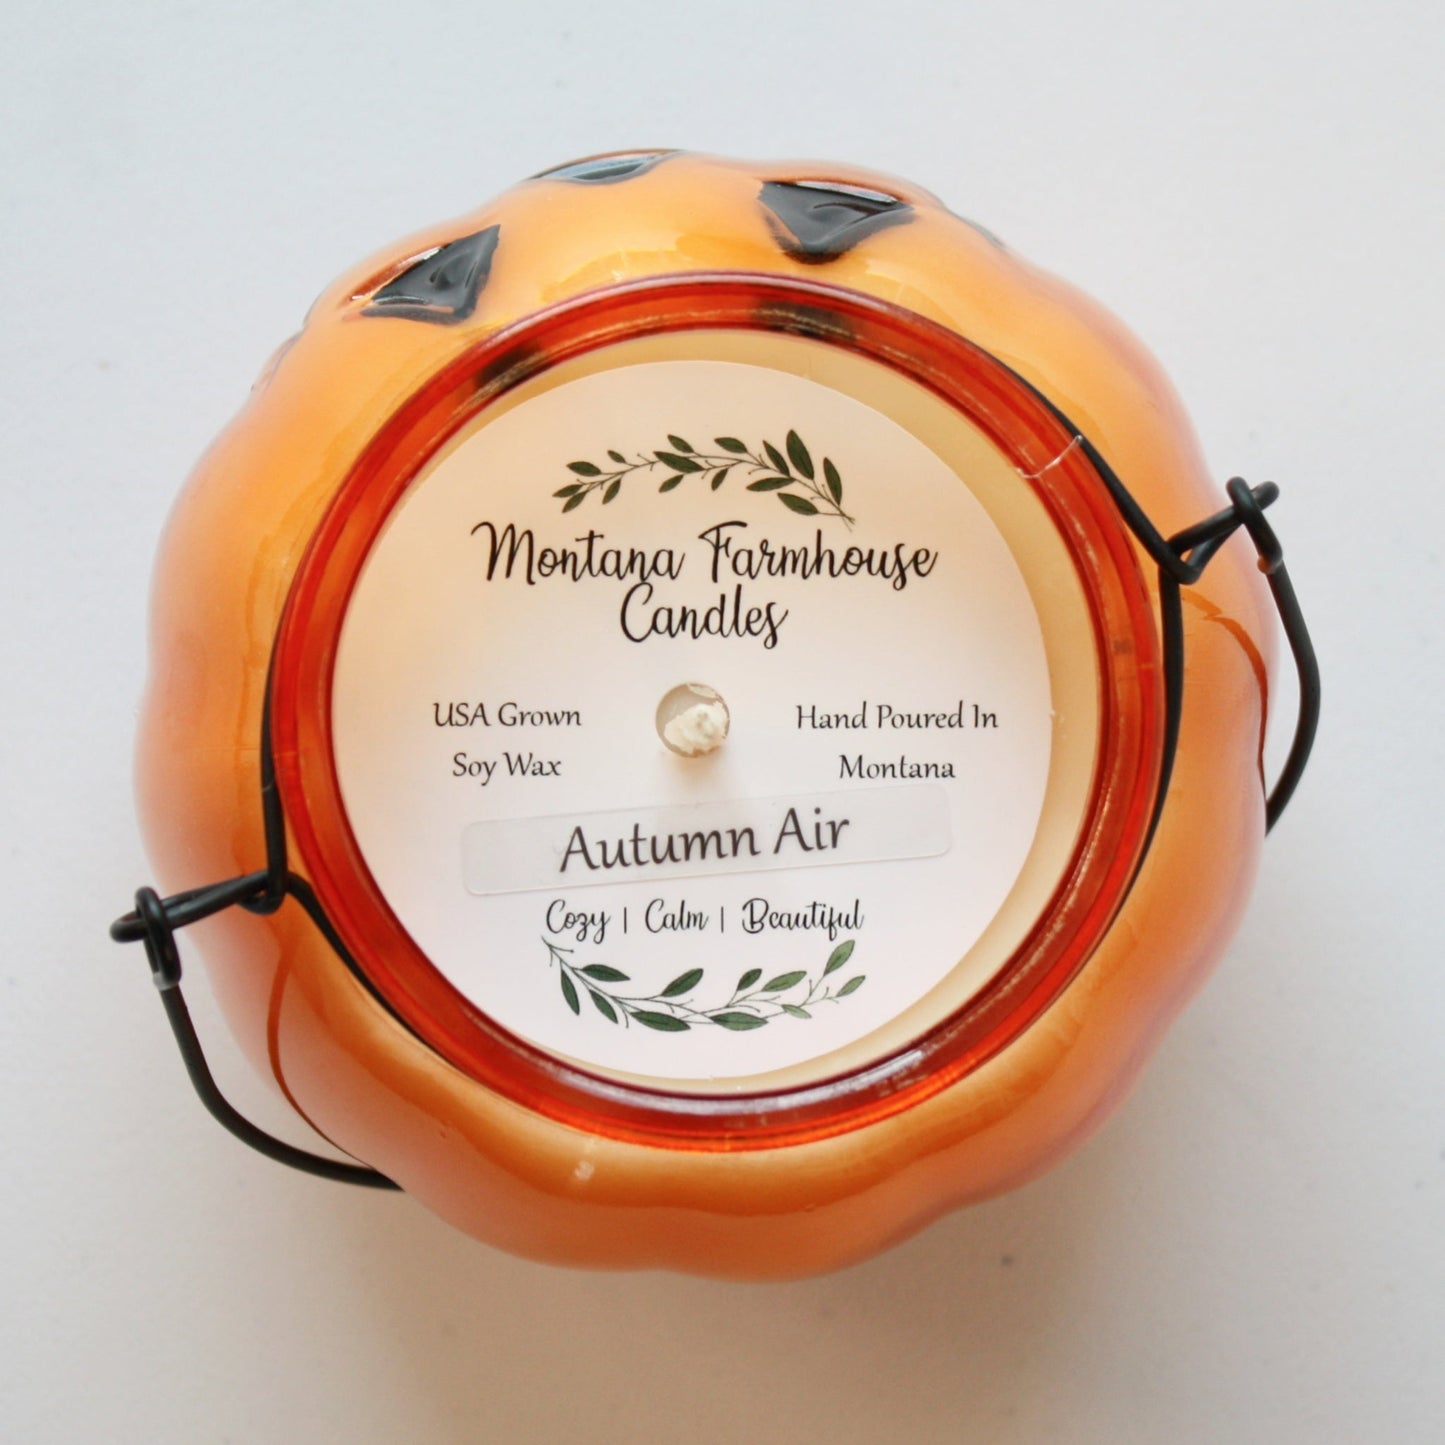 Montana Farmhouse
Candles
USA Grown
Soy Wax
Hand Poured In
Montana
Autumn Air
Cozy | Calm | Beautiful